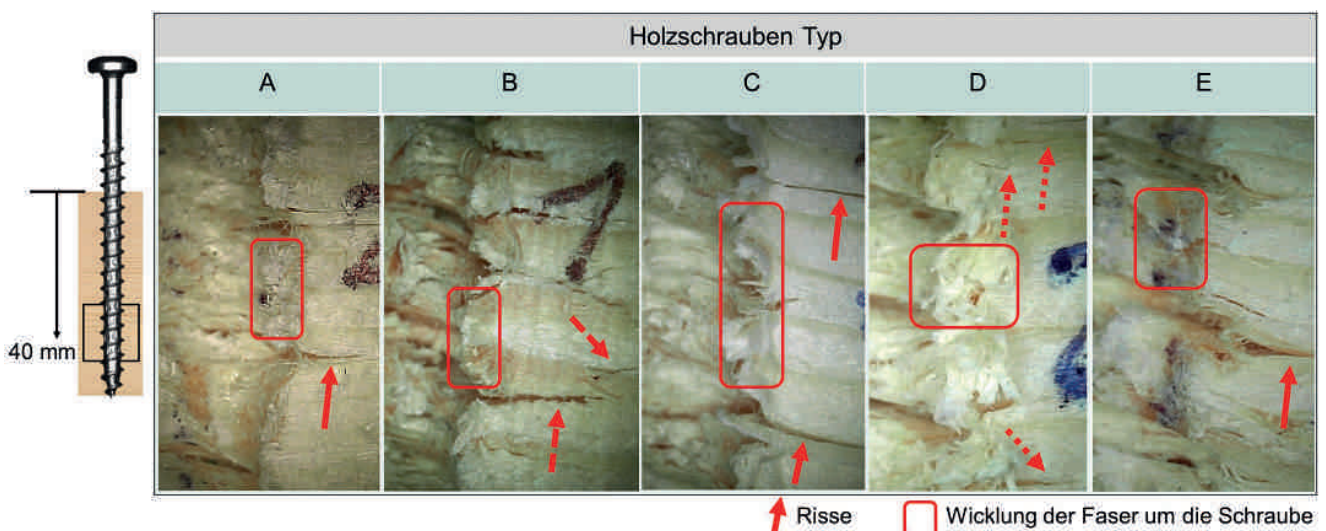 Holzschrauben Typ
A B C D E
40 mm
Risse
Wicklung der Faser um die Schraube